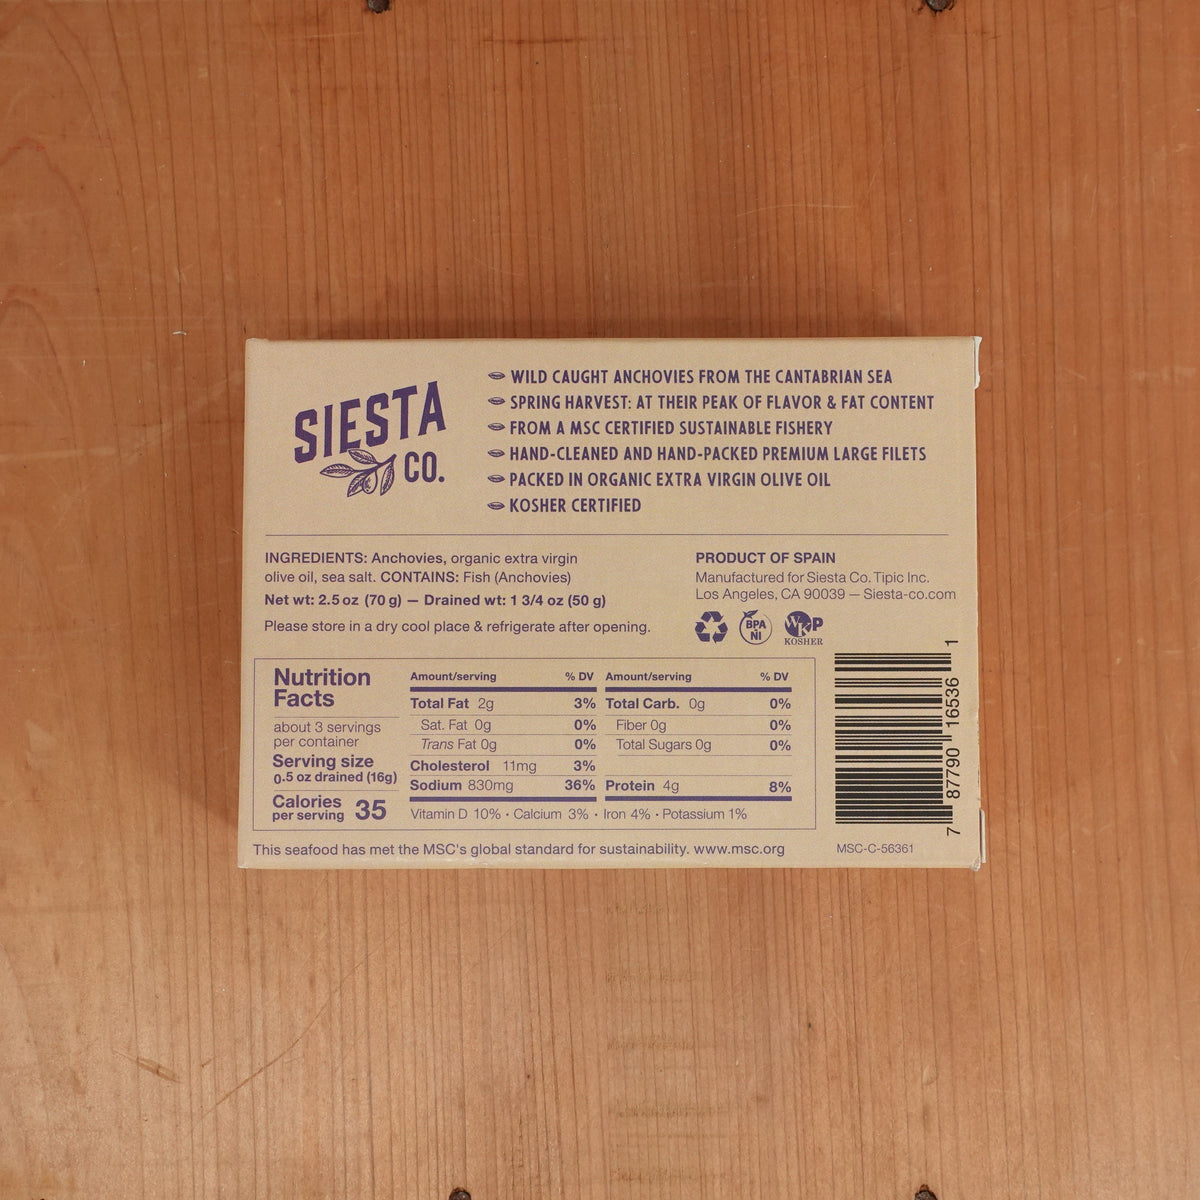 SIESTA
CO.
WILD CAUGHT ANCHOVIES FROM THE CANTABRIAN SEA
SPRING HARVEST: AT THEIR PEAK OF FLAVOR & FAT CONTENT
FROM A MSC CERTIFIED SUSTAINABLE FISHERY
HAND-CLEANED AND HAND-PACKED PREMIUM LARGE FILETS
PACKED IN ORGANIC EXTRA VIRGIN OLIVE OIL
KOSHER CERTIFIED
INGREDIENTS: Anchovies, organic extra virgin
olive oil, sea salt. CONTAINS: Fish (Anchovies)
Net wt: 2.5 oz (70 g) — Drained wt: 1 3/4 oz (50 g)
Please store in a dry cool place & refrigerate after opening.
PRODUCT OF SPAIN
Manufactured for Siesta Co. Tipic Inc.
Los Angeles, CA 90039 — Siesta-co.com
BPA
NI
WKP
KOSHER
Nutrition
Facts
about 3 servings
per container
Serving size
0.5 oz drained (16g)
Calories
per serving 35
Amount/serving % DV
Total Fat 2g 3%
Sat. Fat 0g 0%
Trans Fat 0g 0%
Cholesterol 11mg 3%
Sodium 830mg 36%
Amount/serving % DV
Total Carb. 0g 0%
Fiber 0g 0%
Total Sugars 0g 0%
Protein 4g 8%
Vitamin D 10% · Calcium 3% · Iron 4% · Potassium 1%
7 87790 16536 1
This seafood has met the MSC's global standard for sustainability. www.msc.org
MSC-C-56361